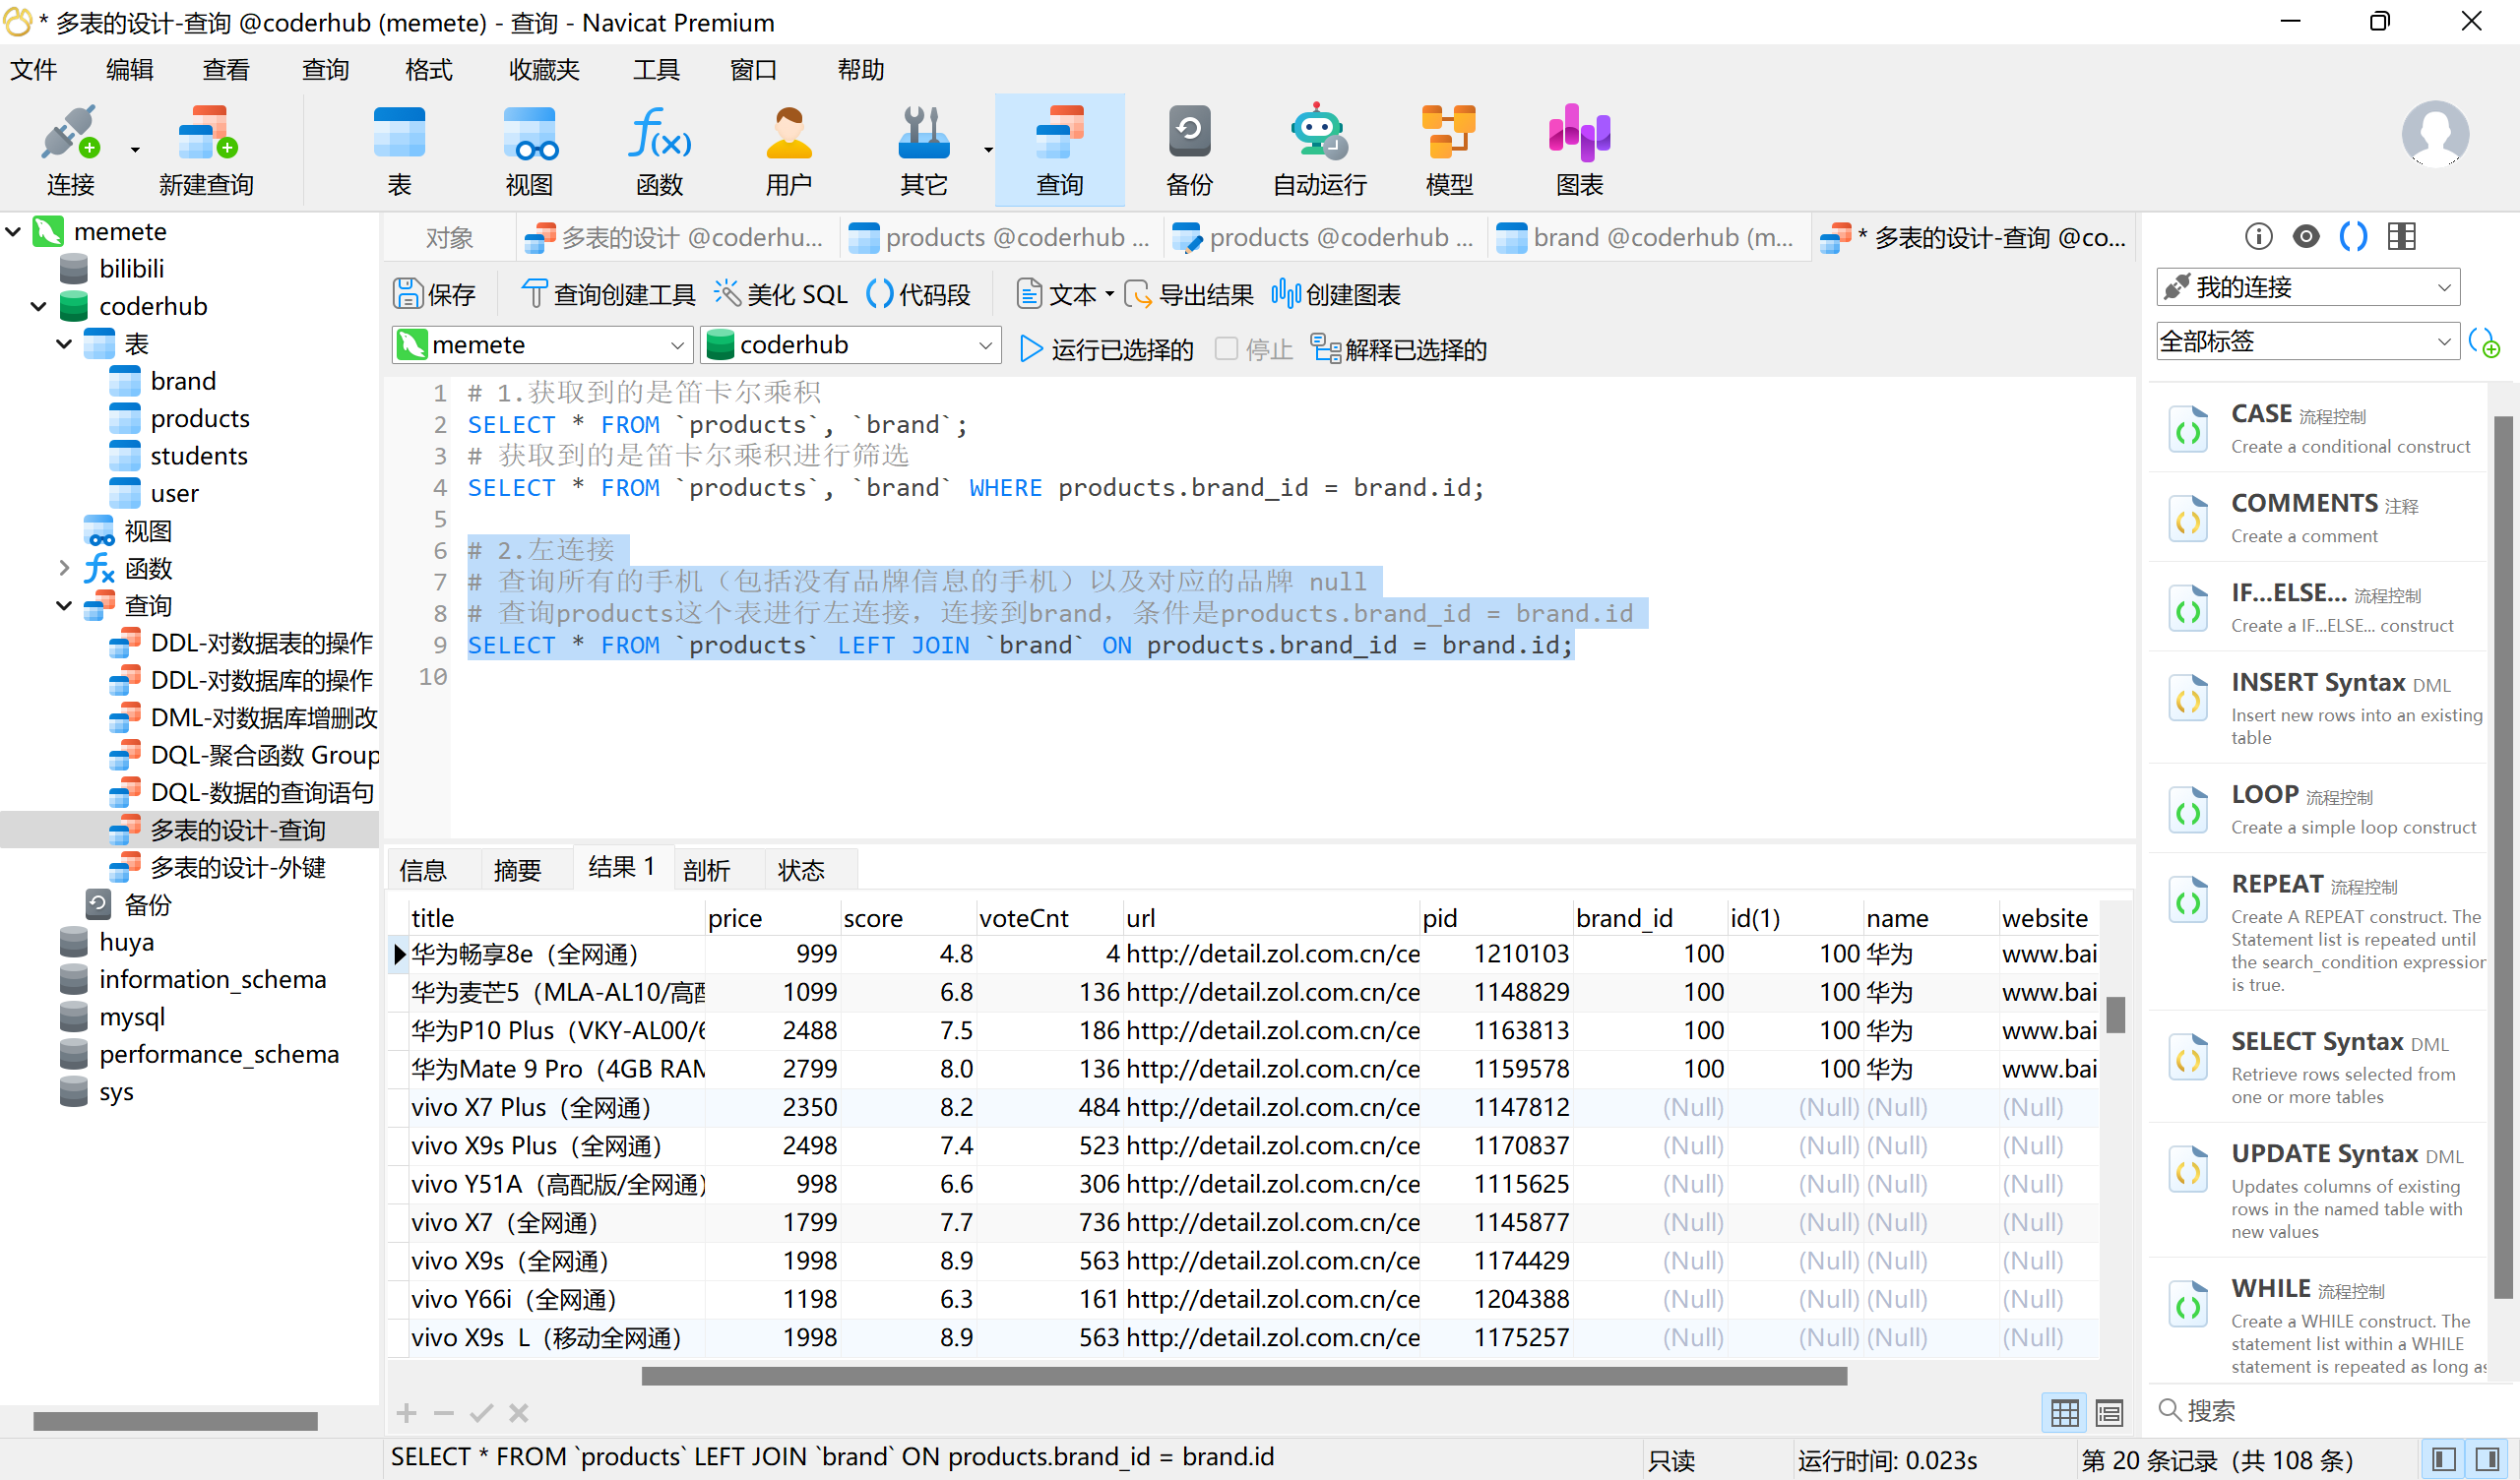 * 多表的设计-查询 @coderhub (memete) - 查询 - Navicat Premium
文件 编辑 查看 查询 格式 收藏夹 工具 窗口 帮助
连接 新建查询 表 视图 函数 用户 其它 查询 备份 自动运行 模型 图表
memete
bilibili
coderhub
表
brand
products
students
user
视图
函数
查询
DDL-对数据表的操作
DDL-对数据库的操作
DML-对数据库增删改
DQL-聚合函数 Group
DQL-数据的查询语句
多表的设计-查询
多表的设计-外键
备份
huya
information_schema
mysql
performance_schema
sys
对象 多表的设计 @coderhu... products @coderhub ... products @coderhub ... brand @coderhub (m... * 多表的设计-查询 @co...
保存 查询创建工具 美化 SQL 代码段 文本 导出结果 创建图表
memete coderhub 运行已选择的 停止 解释已选择的
1 # 1.获取到的是笛卡尔乘积
2 SELECT * FROM `products`, `brand`;
3 # 获取到的是笛卡尔乘积进行筛选
4 SELECT * FROM `products`, `brand` WHERE products.brand_id = brand.id;
5
6 # 2.左连接
7 # 查询所有的手机（包括没有品牌信息的手机）以及对应的品牌 null
8 # 查询products这个表进行左连接，连接到brand，条件是products.brand_id = brand.id
9 SELECT * FROM `products` LEFT JOIN `brand` ON products.brand_id = brand.id;
10
信息 摘要 结果 1 剖析 状态
title price score voteCnt url pid brand_id id(1) name website
华为畅享8e（全网通） 999 4.8 4 http://detail.zol.com.cn/ce 1210103 100 100 华为 www.bai
华为麦芒5（MLA-AL10/高配 1099 6.8 136 http://detail.zol.com.cn/ce 1148829 100 100 华为 www.bai
华为P10 Plus（VKY-AL00/6 2488 7.5 186 http://detail.zol.com.cn/ce 1163813 100 100 华为 www.bai
华为Mate 9 Pro（4GB RAM 2799 8.0 136 http://detail.zol.com.cn/ce 1159578 100 100 华为 www.bai
vivo X7 Plus（全网通） 2350 8.2 484 http://detail.zol.com.cn/ce 1147812 (Null) (Null) (Null) (Null)
vivo X9s Plus（全网通） 2498 7.4 523 http://detail.zol.com.cn/ce 1170837 (Null) (Null) (Null) (Null)
vivo Y51A（高配版/全网通） 998 6.6 306 http://detail.zol.com.cn/ce 1115625 (Null) (Null) (Null) (Null)
vivo X7（全网通） 1799 7.7 736 http://detail.zol.com.cn/ce 1145877 (Null) (Null) (Null) (Null)
vivo X9s（全网通） 1998 8.9 563 http://detail.zol.com.cn/ce 1174429 (Null) (Null) (Null) (Null)
vivo Y66i（全网通） 1198 6.3 161 http://detail.zol.com.cn/ce 1204388 (Null) (Null) (Null) (Null)
vivo X9s L（移动全网通） 1998 8.9 563 http://detail.zol.com.cn/ce 1175257 (Null) (Null) (Null) (Null)
我的连接
全部标签
CASE 流程控制
Create a conditional construct
COMMENTS 注释
Create a comment
IF...ELSE... 流程控制
Create a IF...ELSE... construct
INSERT Syntax DML
Insert new rows into an existing
table
LOOP 流程控制
Create a simple loop construct
REPEAT 流程控制
Create A REPEAT construct. The
Statement list is repeated until
the search_condition expression
is true.
SELECT Syntax DML
Retrieve rows selected from
one or more tables
UPDATE Syntax DML
Updates columns of existing
rows in the named table with
new values
WHILE 流程控制
Create a WHILE construct. The
statement list within a WHILE
statement is repeated as long as
搜索
SELECT * FROM `products` LEFT JOIN `brand` ON products.brand_id = brand.id 只读 运行时间: 0.023s 第 20 条记录 (共 108 条)